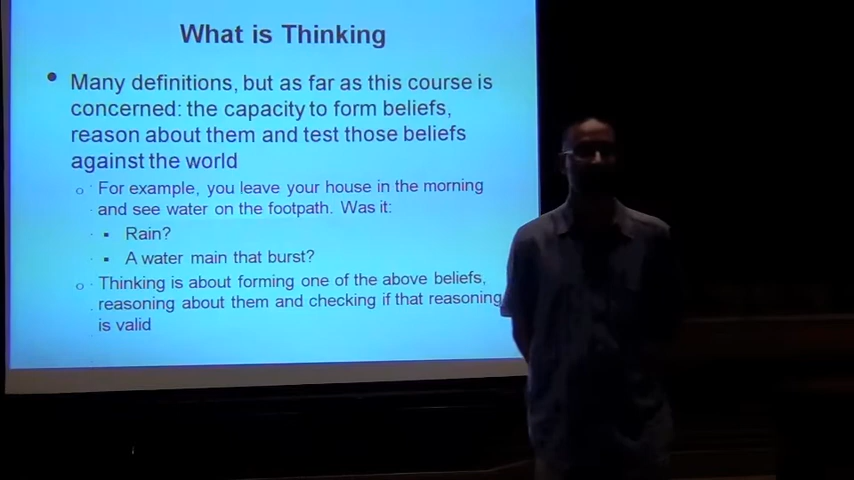 What is Thinking
• Many definitions, but as far as this course is
concerned: the capacity to form beliefs,
reason about them and test those beliefs
against the world
o For example, you leave your house in the morning
and see water on the footpath. Was it:
▪ Rain?
▪ A water main that burst?
o Thinking is about forming one of the above beliefs,
reasoning about them and checking if that reasoning
is valid